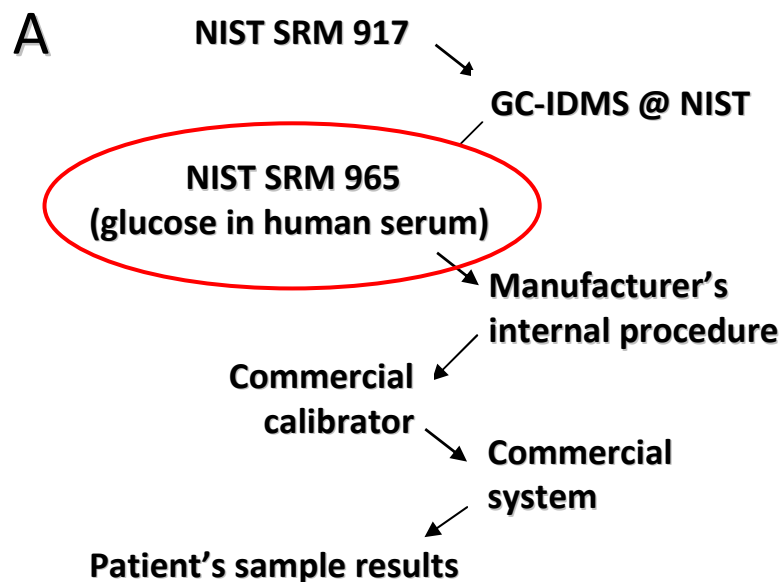 A
NIST SRM 917
GC-IDMS @ NIST
NIST SRM 965
(glucose in human serum)
Manufacturer’s
internal procedure
Commercial
calibrator
Commercial
system
Patient’s sample results